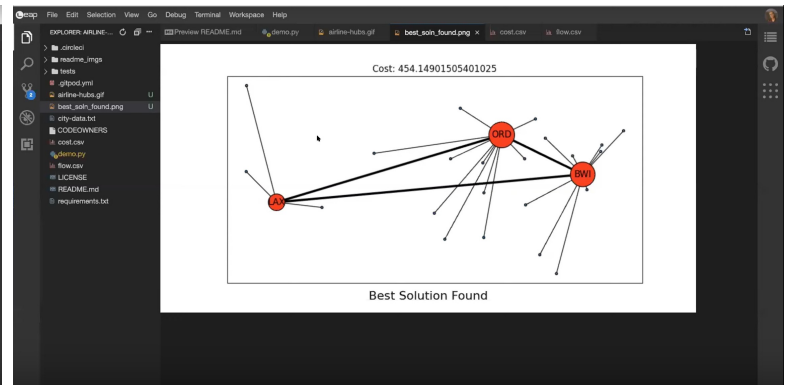 Leap File Edit Selection View Go Debug Terminal Workspace Help
EXPLORER: AIRLINE-... Preview README.md demo.py airline-hubs.gif best_soln_found.png × cost.csv flow.csv
.circleci
readme_imgs
tests
.gitpod.yml
airline-hubs.gif U
best_soln_found.png U
city-data.txt
CODEOWNERS
cost.csv
demo.py
flow.csv
LICENSE
README.md
requirements.txt
2
Cost: 454.14901505401025
ORD
BWI
LAX
Best Solution Found